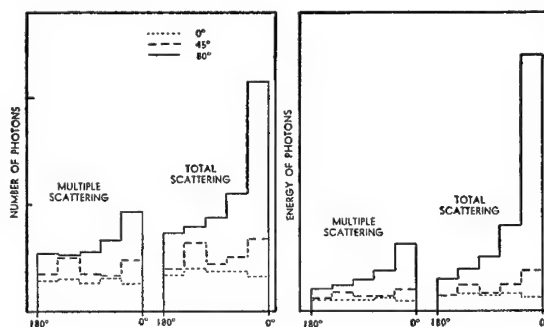 0°
45°
80°
NUMBER OF PHOTONS
MULTIPLE
SCATTERING
TOTAL
SCATTERING
180°
0°
180°
0°
ENERGY OF PHOTONS
MULTIPLE
SCATTERING
TOTAL
SCATTERING
180°
0°
180°
0°